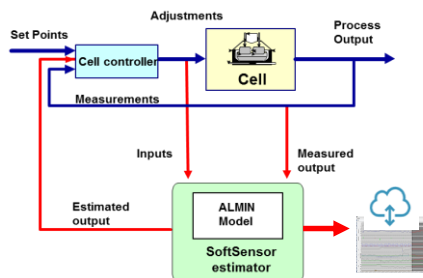 Adjustments
Process
Output
Set Points
Cell controller
Cell
Measurements
Inputs
Measured
output
Estimated
output
ALMIN
Model
SoftSensor
estimator